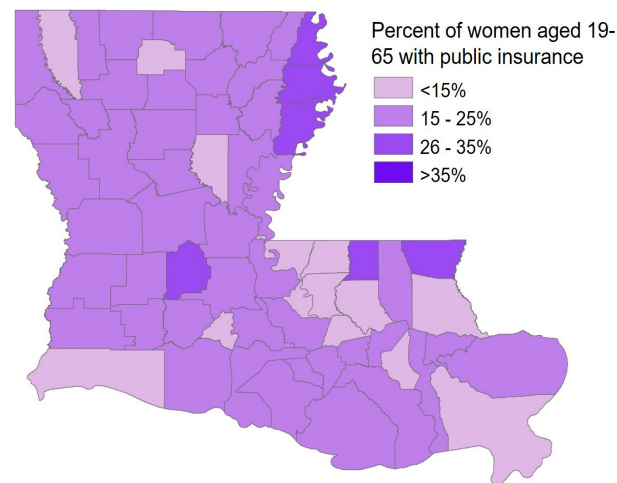 Percent of women aged 19-
65 with public insurance
<15%
15 - 25%
26 - 35%
>35%